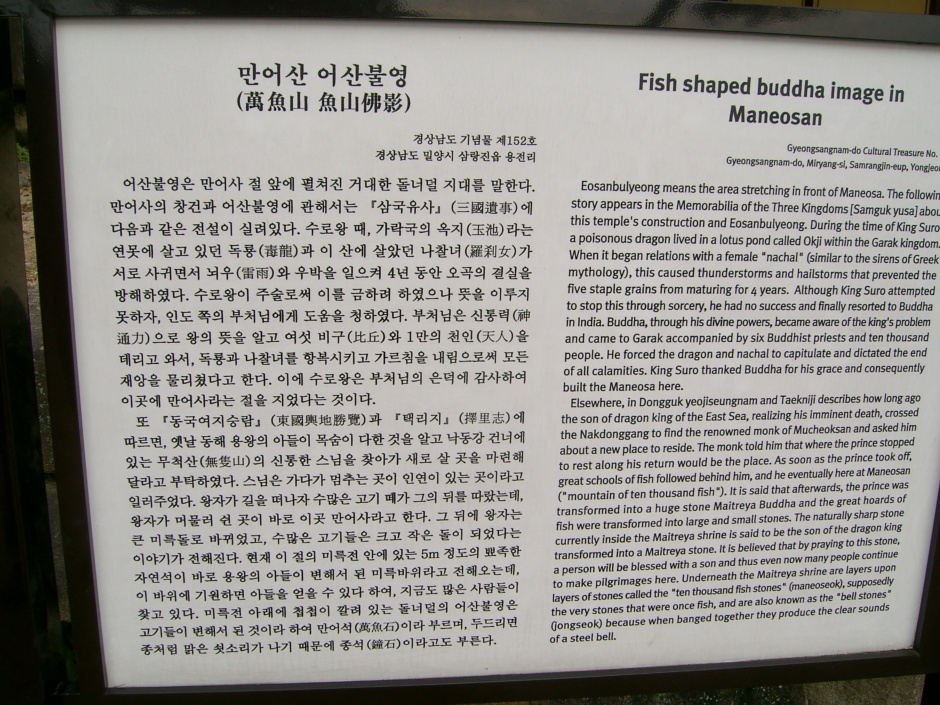 만어산 어산불영
(萬魚山 魚山佛影)
경상남도 기념물 제152호
경상남도 밀양시 삼랑진읍 용전리
어산불영은 만어사 절 앞에 펼쳐진 거대한 돌너덜 지대를 말한다.
만어사의 창건과 어산불영에 관해서는 『삼국유사』(三國遺事)에
다음과 같은 전설이 실려있다. 수로왕 때, 가락국의 옥지(玉池)라는
연못에 살고 있던 독룡(毒龍)과 이 산에 살았던 나찰녀(羅刹女)가
서로 사귀면서 뇌우(雷雨)와 우박을 일으켜 4년 동안 오곡의 결실을
방해하였다. 수로왕이 주술로써 이를 금하려 하였으나 뜻을 이루지
못하자, 인도 쪽의 부처님에게 도움을 청하였다. 부처님은 신통력(神
通力)으로 왕의 뜻을 알고 여섯 비구(比丘)와 1만의 천인(天人)을
데리고 와서, 독룡과 나찰녀를 항복시키고 가르침을 내림으로써 모든
재앙을 물리쳤다고 한다. 이에 수로왕은 부처님의 은덕에 감사하여
이곳에 만어사라는 절을 지었다는 것이다.
또 『동국여지승람』(東國輿地勝覽)과 『택리지』(擇里志)에
따르면, 옛날 동해 용왕의 아들이 목숨이 다한 것을 알고 낙동강 건너에
있는 무척산(無隻山)의 신통한 스님을 찾아가 새로 살 곳을 마련해
달라고 부탁하였다. 스님은 가다가 멈추는 곳이 인연이 있는 곳이라고
일러주었다. 왕자가 길을 떠나자 수많은 고기 떼가 그의 뒤를 따랐는데,
왕자가 머물러 쉰 곳이 바로 이곳 만어사라고 한다. 그 뒤에 왕자는
큰 미륵돌로 바뀌었고, 수많은 고기들은 크고 작은 돌이 되었다는
이야기가 전해진다. 현재 이 절의 미륵전 안에 있는 5m 정도의 뾰족한
자연석이 바로 용왕의 아들이 변해서 된 미륵바위라고 전해오는데,
이 바위에 기원하면 아들을 얻을 수 있다 하여, 지금도 많은 사람들이
찾고 있다. 미륵전 아래에 첩첩이 깔려 있는 돌너덜의 어산불영은
고기들이 변해서 된 것이라 하여 만어석(萬魚石)이라 부르며, 두드리면
종처럼 맑은 쇳소리가 나기 때문에 종석(鐘石)이라고도 부른다.
Fish shaped buddha image in
Maneosan
Gyeongsangnam-do Cultural Treasure No.
Gyeongsangnam-do, Miryang-si, Samrangjin-eup, Yongjeo
Eosanbulyeong means the area stretching in front of Maneosa. The followin
story appears in the Memorabilia of the Three Kingdoms [Samguk yusa] abou
this temple's construction and Eosanbulyeong. During the time of King Suro
a poisonous dragon lived in a lotus pond called Okji within the Garak kingdom.
When it began relations with a female "nachal" (similar to the sirens of Greek
mythology), this caused thunderstorms and hailstorms that prevented the
five staple grains from maturing for 4 years. Although King Suro attempted
to stop this through sorcery, he had no success and finally resorted to Buddha
in India. Buddha, through his divine powers, became aware of the king's problem
and came to Garak accompanied by six Buddhist priests and ten thousand
people. He forced the dragon and nachal to capitulate and dictated the end
of all calamities. King Suro thanked Buddha for his grace and consequently
built the Maneosa here.
Elsewhere, in Dongguk yeojiseungnam and Taekniji describes how long ago
the son of dragon king of the East Sea, realizing his imminent death, crossed
the Nakdonggang to find the renowned monk of Mucheoksan and asked him
about a new place to reside. The monk told him that where the prince stopped
to rest along his return would be the place. As soon as the prince took off,
great schools of fish followed behind him, and he eventually here at Maneosan
("mountain of ten thousand fish"). It is said that afterwards, the prince was
transformed into a huge stone Maitreya Buddha and the great hoards of
fish were transformed into large and small stones. The naturally sharp stone
currently inside the Maitreya shrine is said to be the son of the dragon king
transformed into a Maitreya stone. It is believed that by praying to this stone,
a person will be blessed with a son and thus even now many people continue
to make pilgrimages here. Underneath the Maitreya shrine are layers upon
layers of stones called the "ten thousand fish stones" (maneoseok), supposedly
the very stones that were once fish, and are also known as the "bell stones"
(jongseok) because when banged together they produce the clear sounds
of a steel bell.